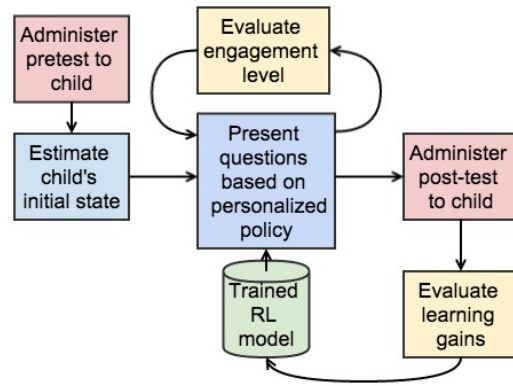 Administer
pretest to
child
Evaluate
engagement
level
Estimate
child's
initial state
Present
questions
based on
personalized
policy
Administer
post-test
to child
Trained
RL
model
Evaluate
learning
gains